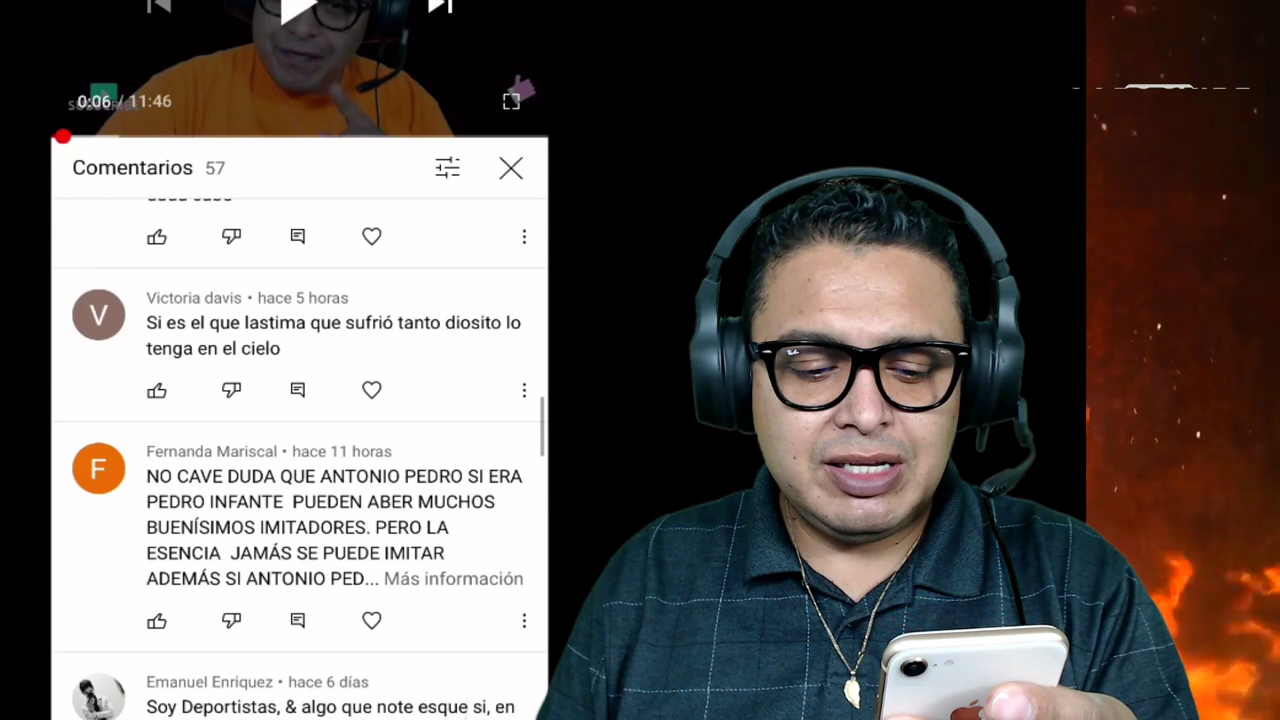 0:06 / 11:46
Comentarios 57
Victoria davis • hace 5 horas
Si es el que lastima que sufrió tanto diosito lo
tenga en el cielo
V
Fernanda Mariscal • hace 11 horas
NO CAVE DUDA QUE ANTONIO PEDRO SI ERA
PEDRO INFANTE PUEDEN ABER MUCHOS
BUENÍSIMOS IMITADORES. PERO LA
ESENCIA JAMÁS SE PUEDE IMITAR
ADEMÁS SI ANTONIO PED... Más información
F
Emanuel Enriquez • hace 6 días
Soy Deportistas, & algo que note esque si, en